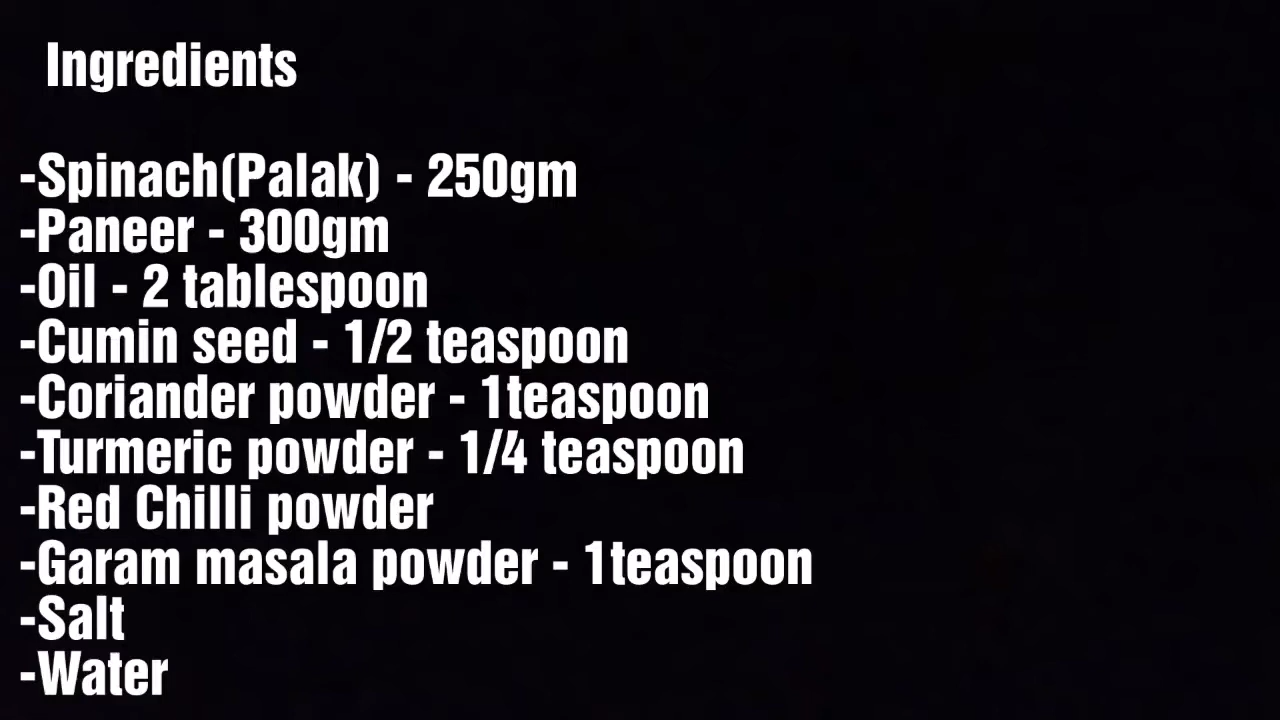 Ingredients
-Spinach(Palak) - 250gm
-Paneer - 300gm
-Oil - 2 tablespoon
-Cumin seed - 1/2 teaspoon
-Coriander powder - 1teaspoon
-Turmeric powder - 1/4 teaspoon
-Red Chilli powder
-Garam masala powder - 1teaspoon
-Salt
-Water